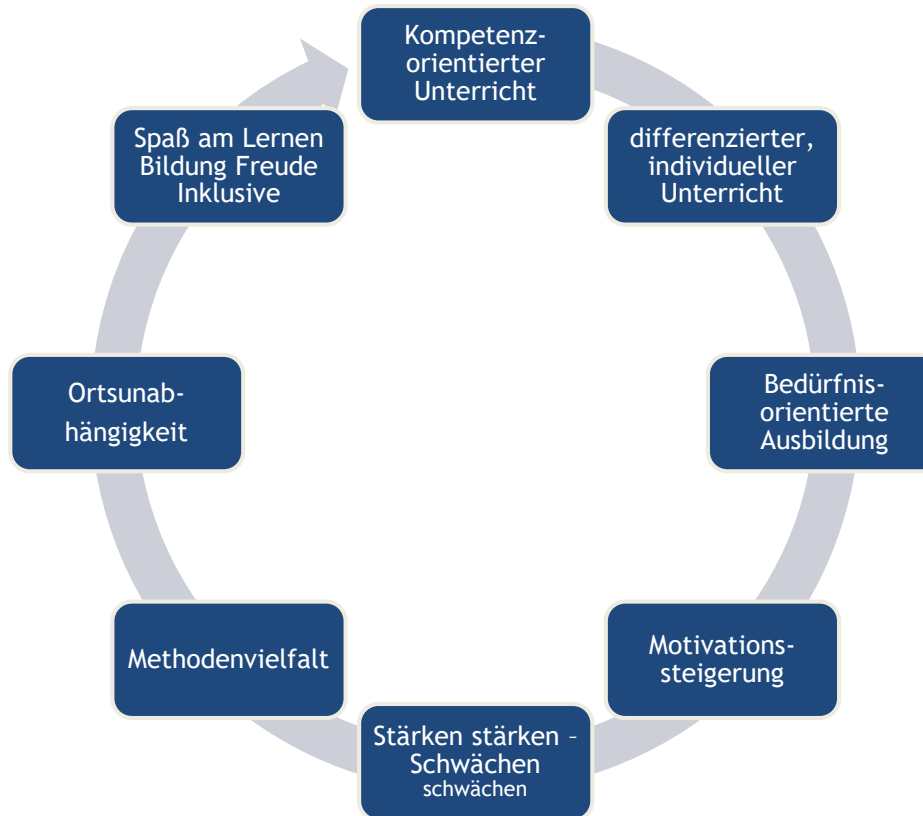 Kompetenz-
orientierter
Unterricht
differenzierter,
individueller
Unterricht
Bedürfnis-
orientierte
Ausbildung
Motivations-
steigerung
Stärken stärken –
Schwächen
schwächen
Methodenvielfalt
Ortsunab-
hängigkeit
Spaß am Lernen
Bildung Freude
Inklusive